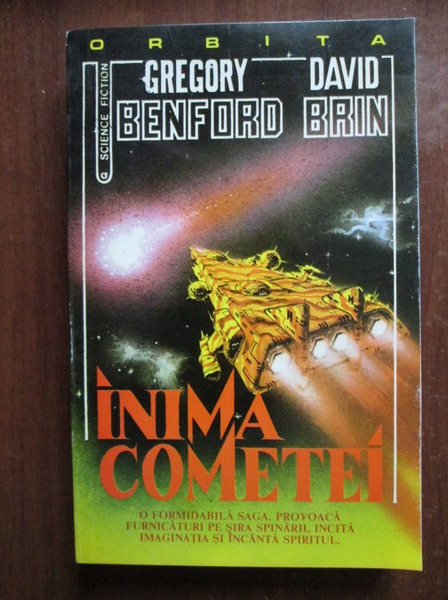 ORBITA
SCIENCE FICTION
GREGORY DAVID
BENFORD BRIN
INIMA
COMETEI
O FORMIDABILĂ SAGA. PROVOACĂ
FURNICĂTURI PE ȘIRA SPINĂRII, INCITĂ
IMAGINAȚIA ȘI ÎNCÂNTĂ SPIRITUL.